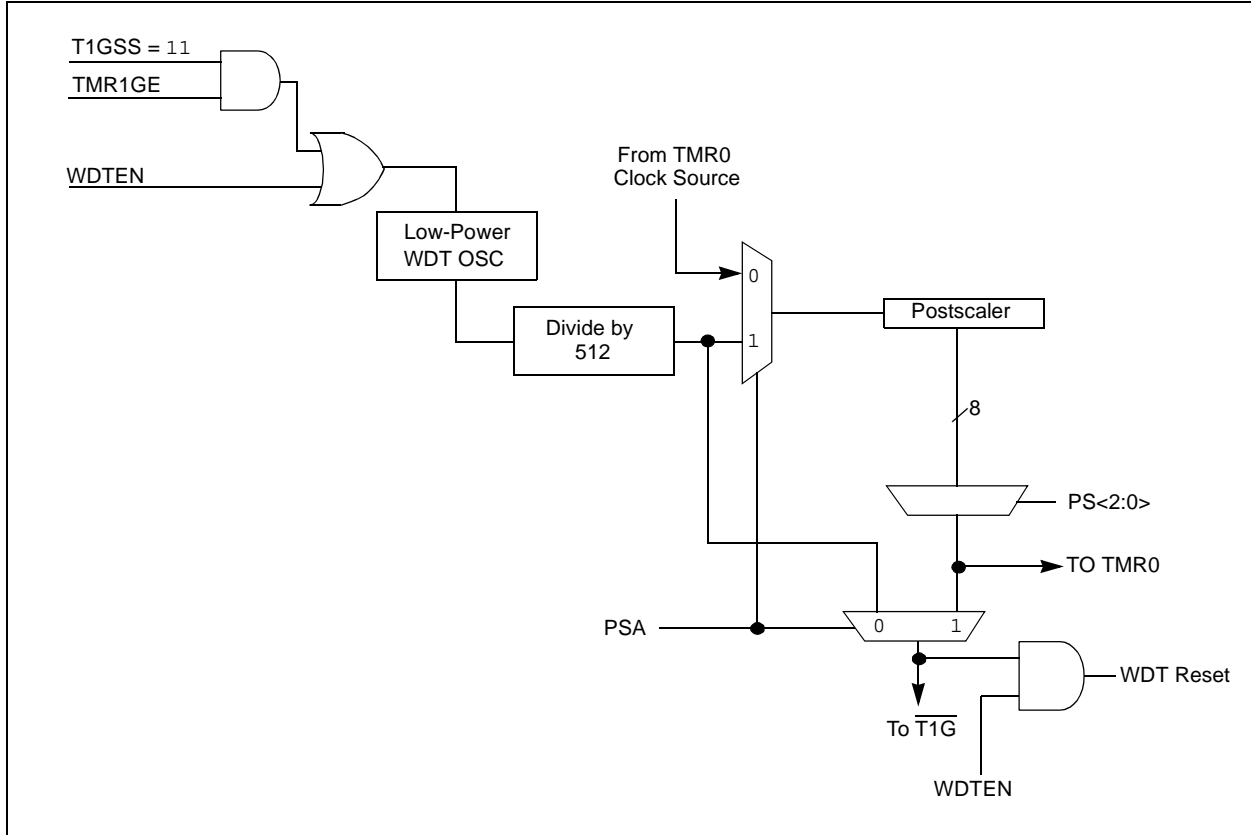 T1GSS = 11
TMR1GE
WDTEN
From TMR0
Clock Source
Low-Power
WDT OSC
0
1
Divide by
512
Postscaler
8
PS<2:0>
TO TMR0
PSA
0
1
WDT Reset
To T1G
WDTEN